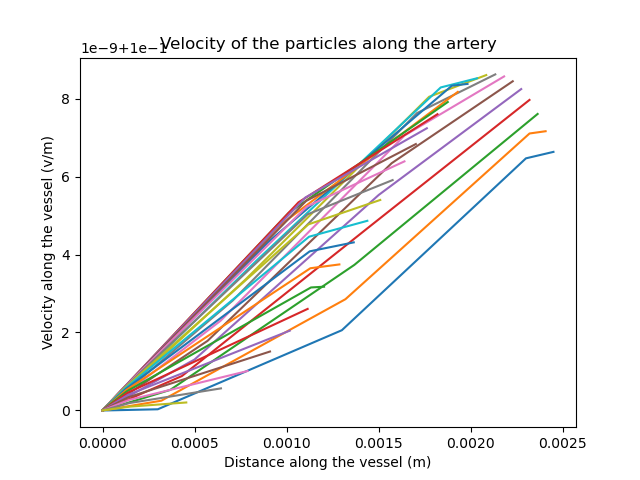 Velocity of the particles along the artery
1e−9+1e−1
8
6
4
2
0
Velocity along the vessel (v/m)
0.0000 0.0005 0.0010 0.0015 0.0020 0.0025
Distance along the vessel (m)